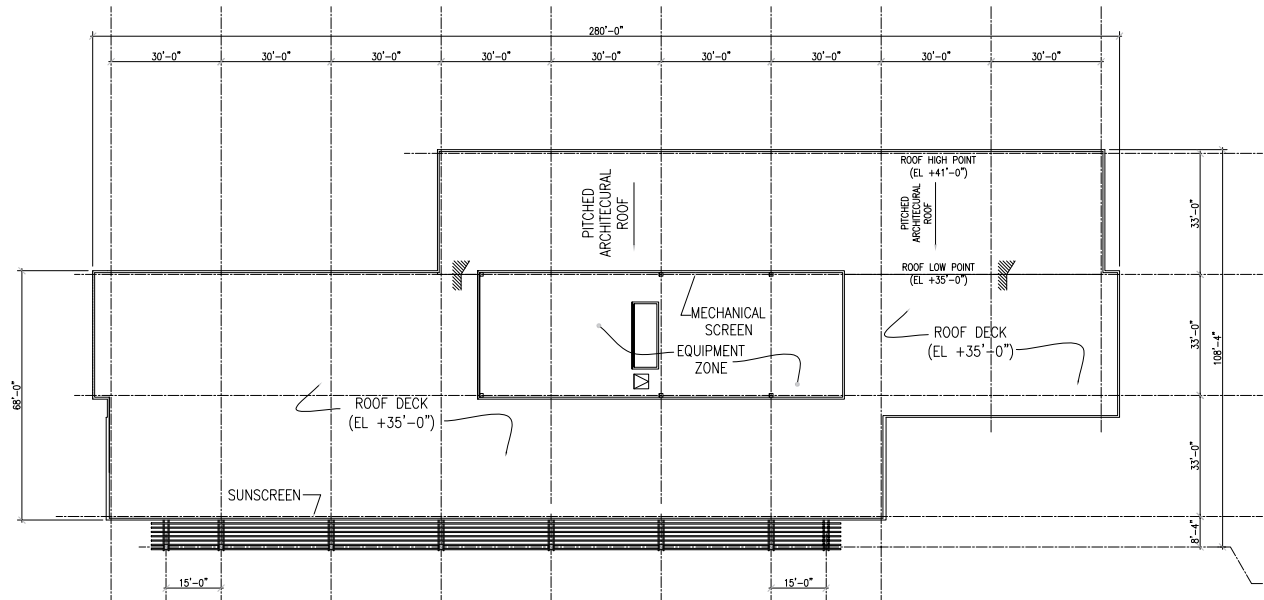 280'-0"
30'-0"
30'-0"
30'-0"
30'-0"
30'-0"
30'-0"
30'-0"
30'-0"
30'-0"
ROOF HIGH POINT
(EL +41'-0")
PITCHED
ARCHITECURAL
ROOF
PITCHED
ARCHITECURAL
ROOF
33'-0"
ROOF LOW POINT
(EL +35'-0")
MECHANICAL
SCREEN
EQUIPMENT
ZONE
ROOF DECK
(EL +35'-0")
33'-0"
108'-4"
68'-0"
ROOF DECK
(EL +35'-0")
33'-0"
SUNSCREEN
8'-4"
15'-0"
15'-0"